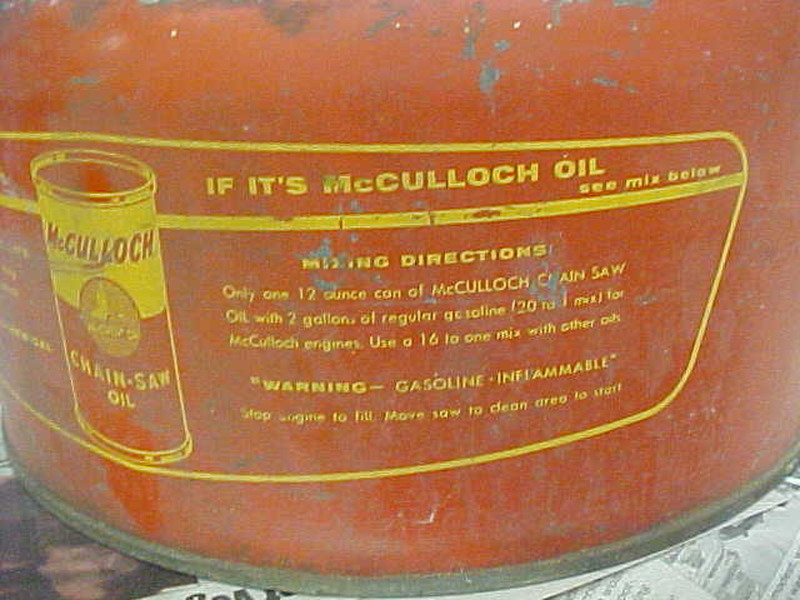 McCULLOCH
CHAIN-SAW
OIL
IF IT'S McCULLOCH OIL
see mix below
MIXING DIRECTIONS
Only one 12 ounce can of McCULLOCH CHAIN SAW
OIL with 2 gallons of regular gasoline (20 to 1 mix) for
McCulloch engines. Use a 16 to one mix with other oils
"WARNING— GASOLINE - INFLAMMABLE"
Stop engine to fill. Move saw to clean area to start